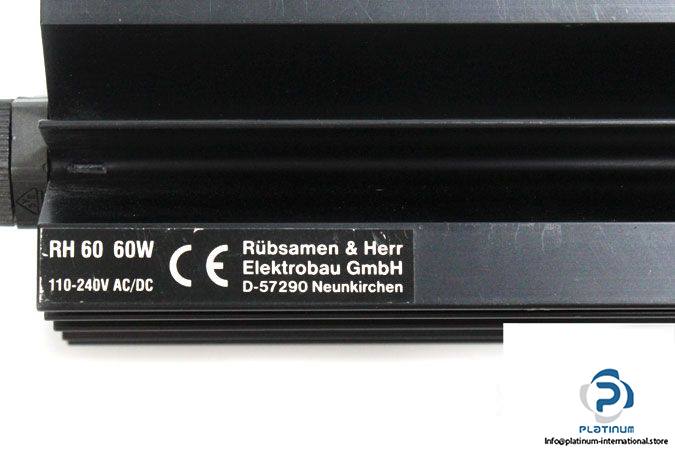 RH 60 60W
110-240V AC/DC
CE
Rübsamen & Herr
Elektrobau GmbH
D-57290 Neunkirchen
PLATINUM
Info@platinum-international.store